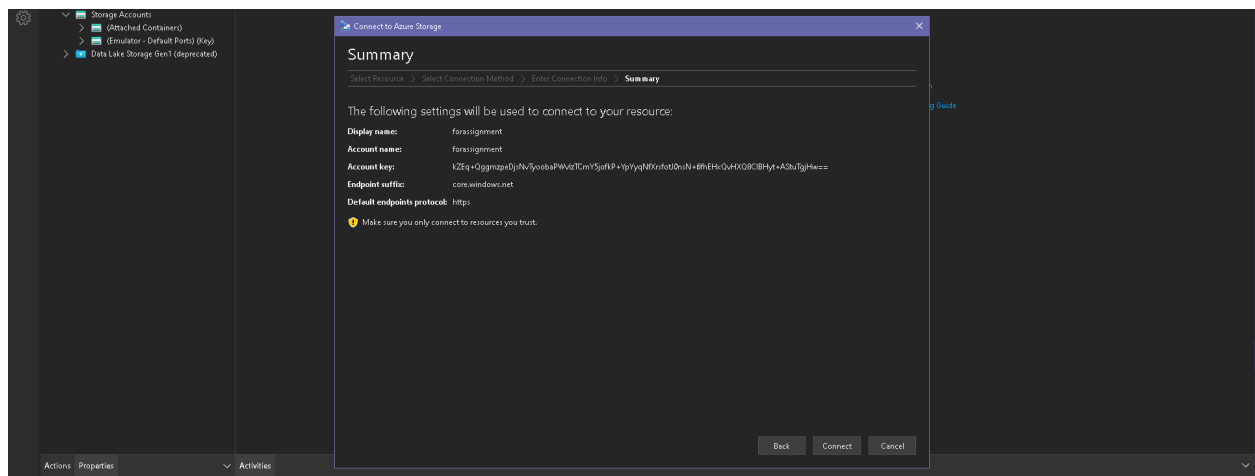 Storage Accounts
(Attached Containers)
(Emulator - Default Ports) (Key)
Data Lake Storage Gen1 (deprecated)
Connect to Azure Storage
Summary
Select Resource > Select Connection Method > Enter Connection Info > Summary
g Guide
The following settings will be used to connect to your resource:
Display name: forassignment
Account name: forassignment
Account key:
Endpoint suffix: core.windows.net
Default endpoints protocol: https
Make sure you only connect to resources you trust.
Back Connect Cancel
Actions Properties Activities